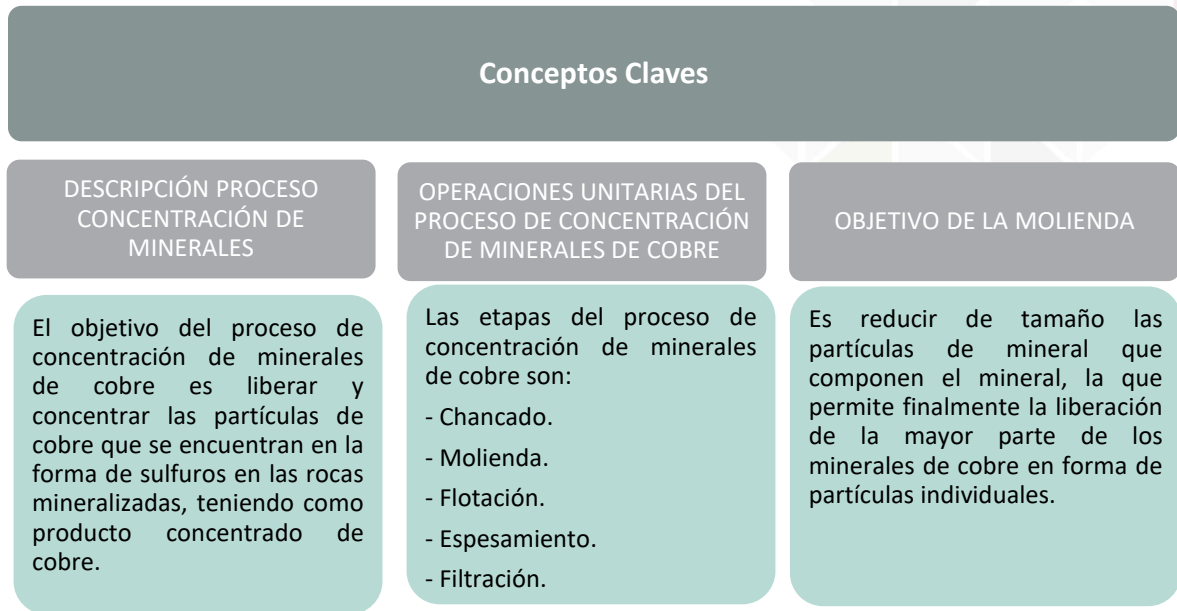 Conceptos Claves
DESCRIPCIÓN PROCESO
CONCENTRACIÓN DE
MINERALES
El objetivo del proceso de
concentración de minerales
de cobre es liberar y
concentrar las partículas de
cobre que se encuentran en la
forma de sulfuros en las rocas
mineralizadas, teniendo como
producto concentrado de
cobre.
OPERACIONES UNITARIAS DEL
PROCESO DE CONCENTRACIÓN
DE MINERALES DE COBRE
Las etapas del proceso de
concentración de minerales
de cobre son:
- Chancado.
- Molienda.
- Flotación.
- Espesamiento.
- Filtración.
OBJETIVO DE LA MOLIENDA
Es reducir de tamaño las
partículas de mineral que
componen el mineral, la que
permite finalmente la liberación
de la mayor parte de los
minerales de cobre en forma de
partículas individuales.